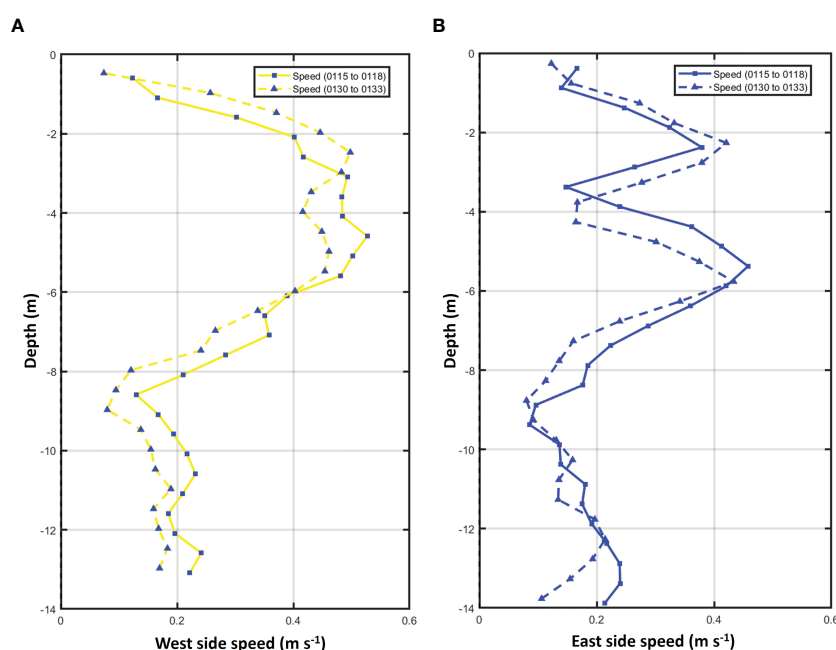 A
B
Speed (0115 to 0118)
Speed (0130 to 0133)
0
-2
-4
-6
-8
-10
-12
-14
0
0.2
0.4
0.6
Depth (m)
West side speed (m s-1)
Speed (0115 to 0118)
Speed (0130 to 0133)
0
-2
-4
-6
-8
-10
-12
-14
0
0.2
0.4
0.6
Depth (m)
East side speed (m s-1)